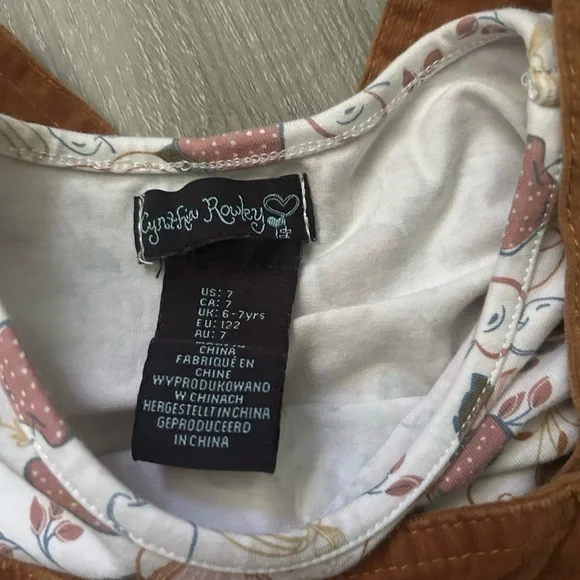 Cynthia Rowley
US: 7
CA: 7
UK: 6-7yrs
EU: 122
AU: 7
CHINA
FABRIQUÉ EN
CHINE
WYPRODUKOWANO
W CHINACH
HERGESTELLT IN CHINA
GEPRODUCEERD
IN CHINA